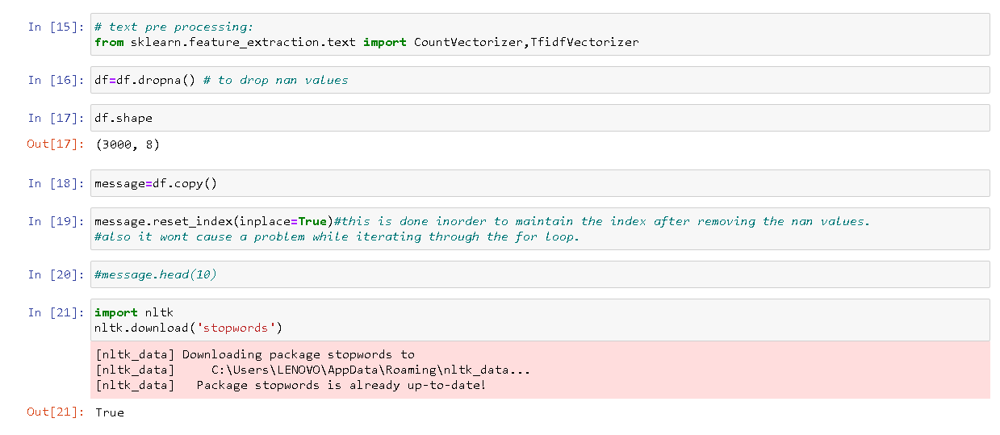 In [15]: # text pre processing:
from sklearn.feature_extraction.text import CountVectorizer,TfidfVectorizer
In [16]: df=df.dropna() # to drop nan values
In [17]: df.shape
Out[17]: (3000, 8)
In [18]: message=df.copy()
In [19]: message.reset_index(inplace=True)#this is done inorder to maintain the index after removing the nan values.
#also it wont cause a problem while iterating through the for loop.
In [20]: #message.head(10)
In [21]: import nltk
nltk.download('stopwords')
[nltk_data] Downloading package stopwords to
[nltk_data]     C:\Users\LENOVO\AppData\Roaming\nltk_data...
[nltk_data]   Package stopwords is already up-to-date!
Out[21]: True